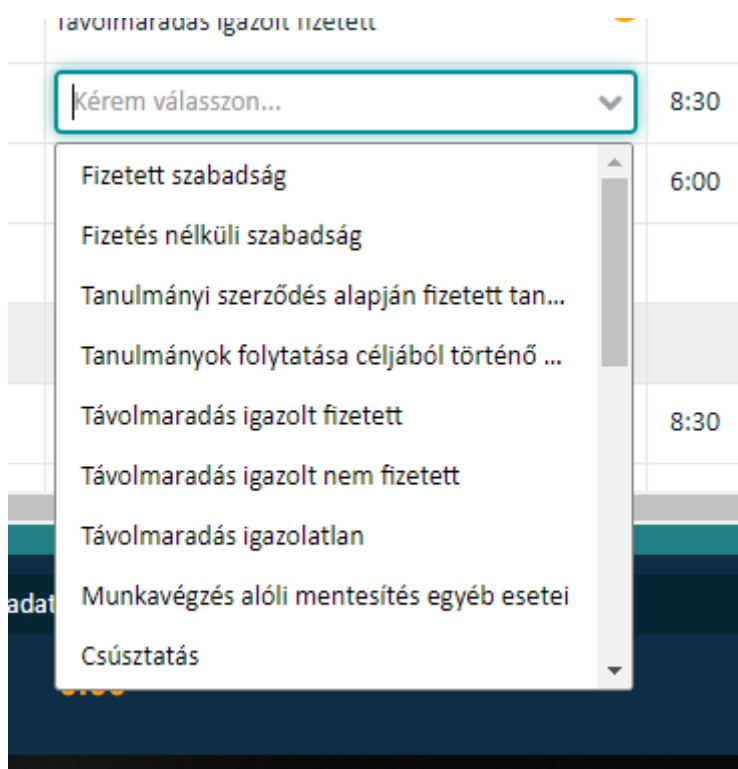 Távolmaradás igazolt fizetett
Kérem válasszon...
8:30
Fizetett szabadság
6:00
Fizetés nélküli szabadság
Tanulmányi szerződés alapján fizetett tan...
Tanulmányok folytatása céljából történő ...
Távolmaradás igazolt fizetett
8:30
Távolmaradás igazolt nem fizetett
Távolmaradás igazolatlan
Munkavégzés alóli mentesítés egyéb esetei
adat
Csúsztatás